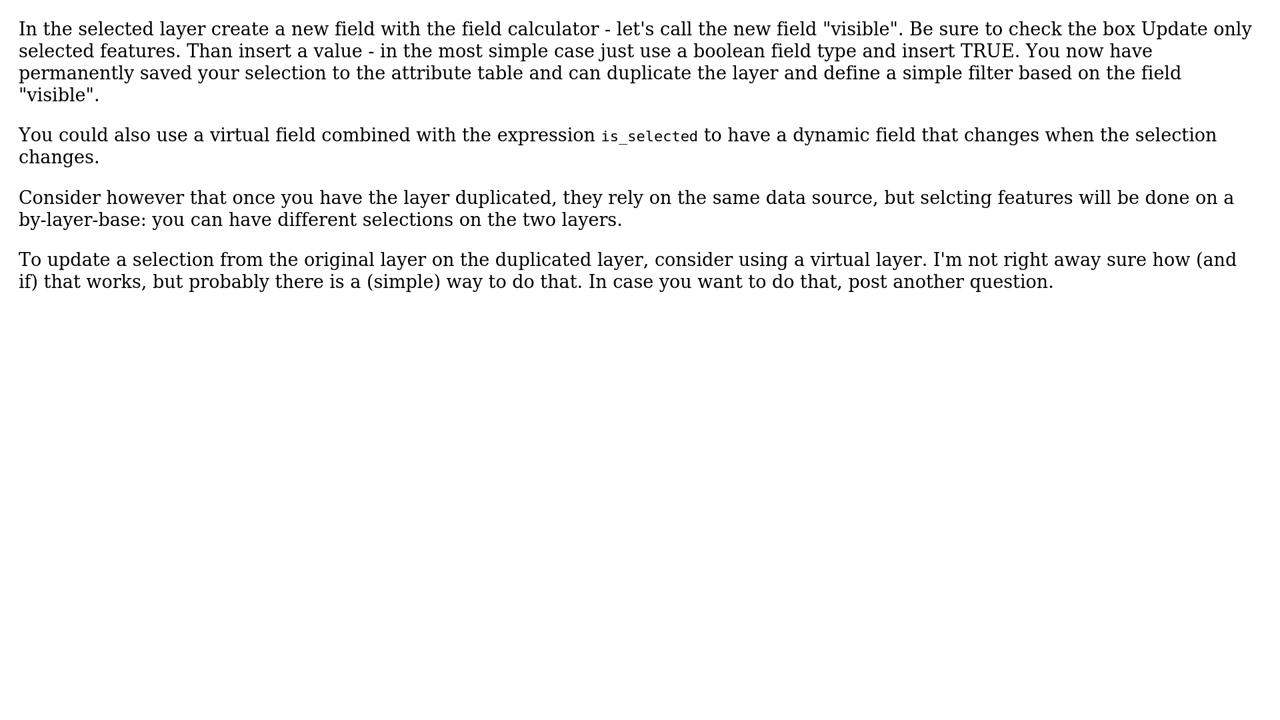 In the selected layer create a new field with the field calculator - let's call the new field "visible". Be sure to check the box Update only
selected features. Than insert a value - in the most simple case just use a boolean field type and insert TRUE. You now have
permanently saved your selection to the attribute table and can duplicate the layer and define a simple filter based on the field
"visible".
You could also use a virtual field combined with the expression is_selected to have a dynamic field that changes when the selection
changes.
Consider however that once you have the layer duplicated, they rely on the same data source, but selcting features will be done on a
by-layer-base: you can have different selections on the two layers.
To update a selection from the original layer on the duplicated layer, consider using a virtual layer. I'm not right away sure how (and
if) that works, but probably there is a (simple) way to do that. In case you want to do that, post another question.